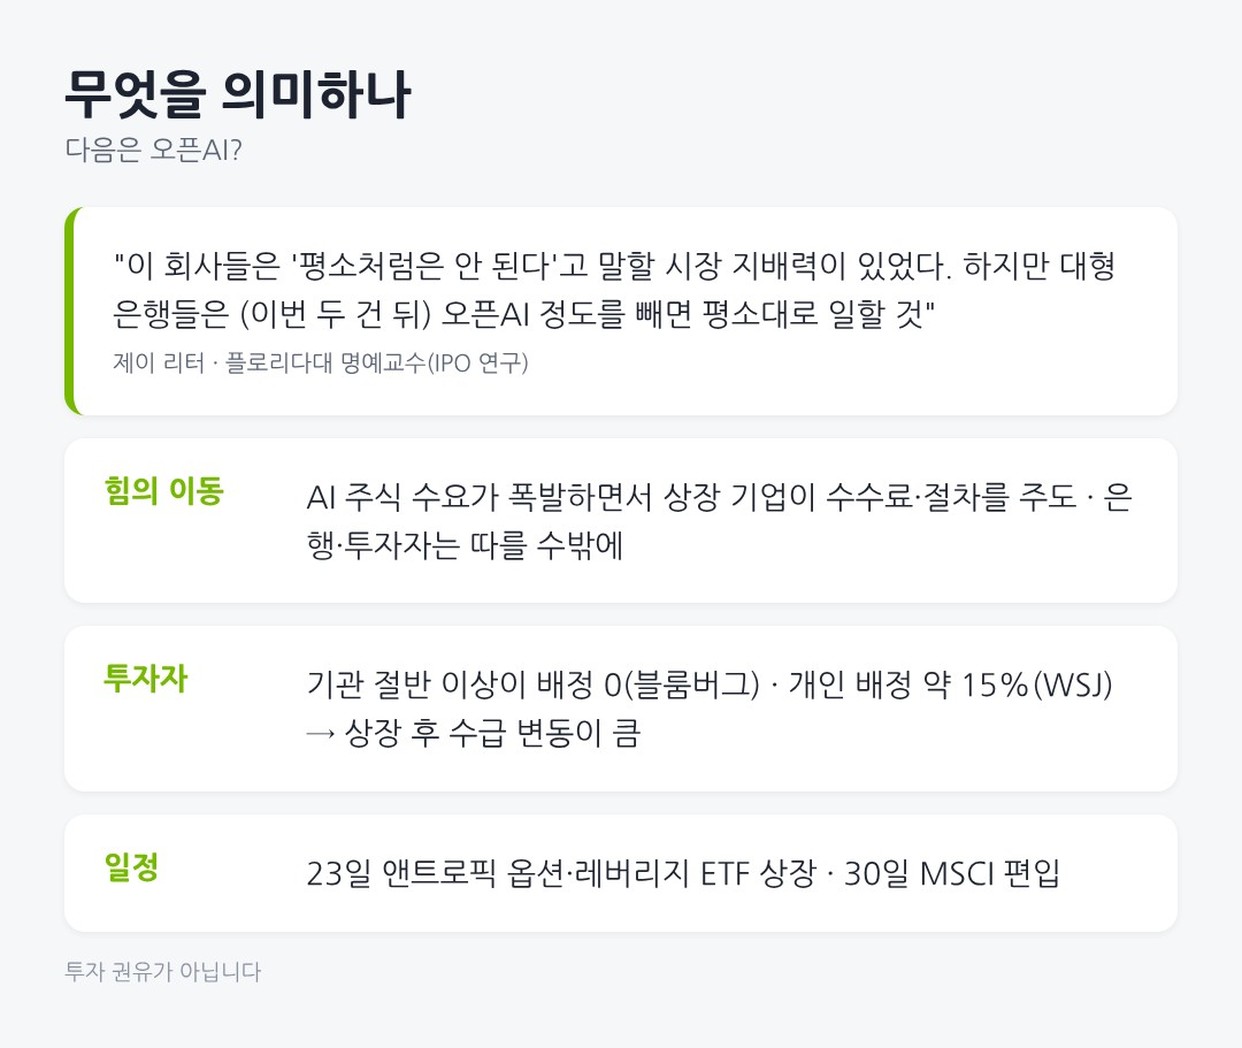 무엇을 의미하나
다음은 오픈AI?
"이 회사들은 '평소처럼은 안 된다'고 말할 시장 지배력이 있었다. 하지만 대형
은행들은 (이번 두 건 뒤) 오픈AI 정도를 빼면 평소대로 일할 것"
제이 리터 · 플로리다대 명예교수(IPO 연구)
힘의 이동
AI 주식 수요가 폭발하면서 상장 기업이 수수료·절차를 주도 · 은
행·투자자는 따를 수밖에
투자자
기관 절반 이상이 배정 0(블룸버그) · 개인 배정 약 15%(WSJ)
→ 상장 후 수급 변동이 큼
일정
23일 앤트로픽 옵션·레버리지 ETF 상장 · 30일 MSCI 편입
투자 권유가 아닙니다